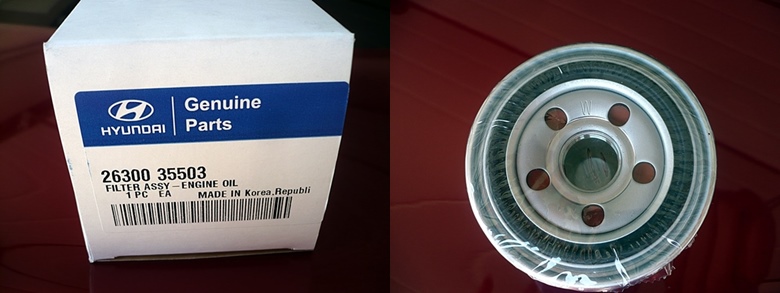 HYUNDAI
Genuine
Parts
26300 35503
FILTER ASSY-ENGINE OIL
1 PC EA MADE IN Korea,Republi
W